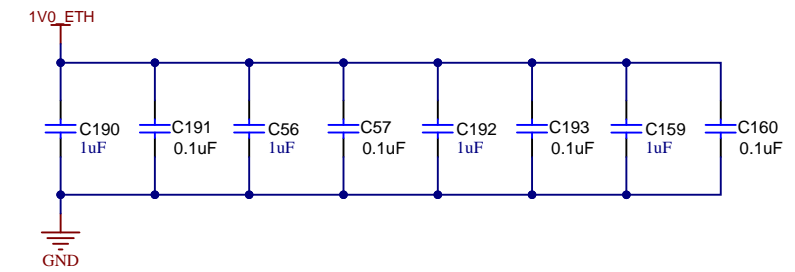 1V0_ETH
C190 C191 C56 C57 C192 C193 C159 C160
1uF 0.1uF 1uF 0.1uF 1uF 0.1uF 1uF 0.1uF
GND